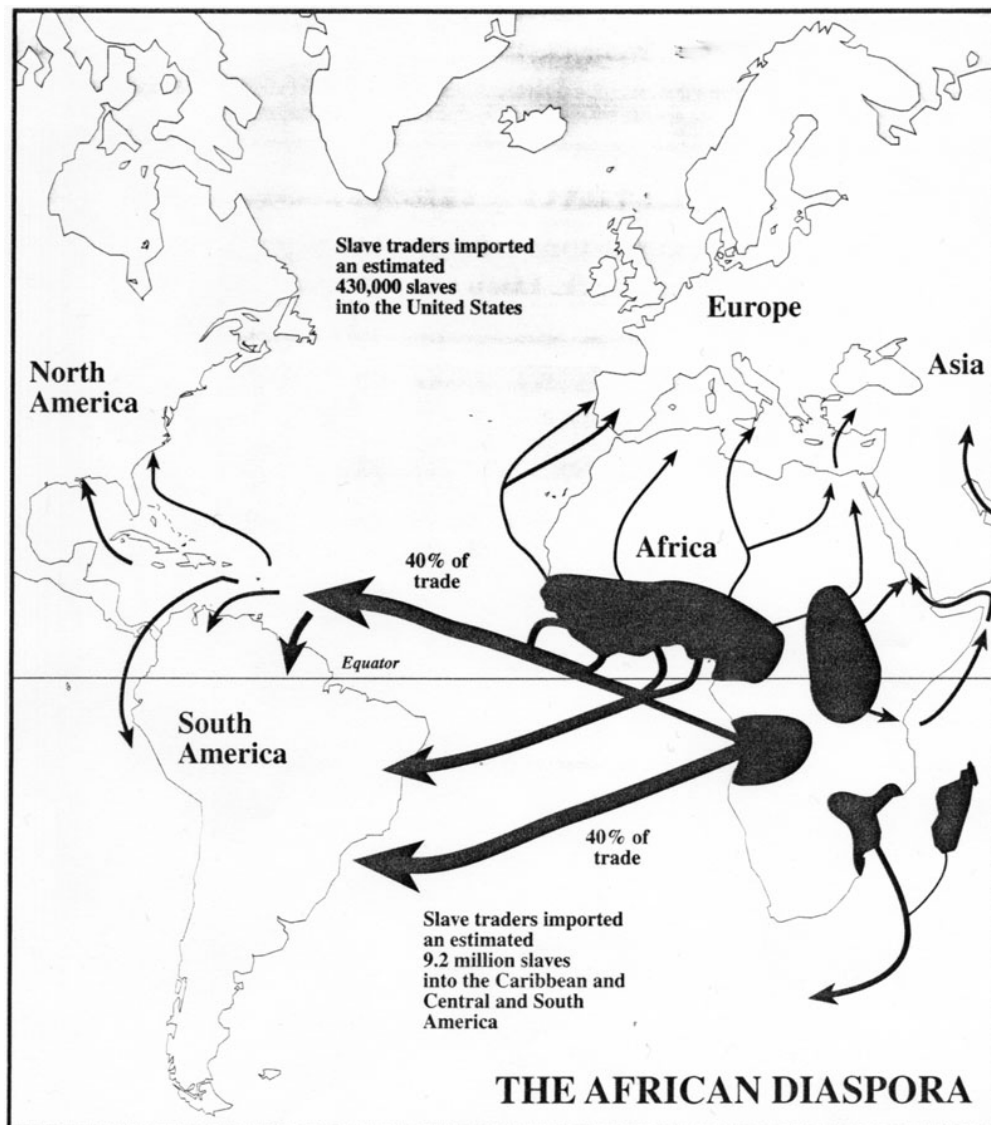 Slave traders imported
an estimated
430,000 slaves
into the United States
Europe
North
America
Asia
Africa
40% of
trade
Equator
South
America
40% of
trade
Slave traders imported
an estimated
9.2 million slaves
into the Caribbean and
Central and South
America
THE AFRICAN DIASPORA